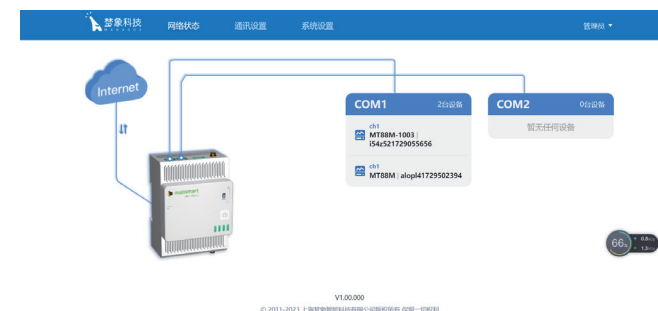 梦象科技
网络状态
通讯设置
系统设置
管理员
Internet
COM1
2台设备
ch1
MT88M-1003 |
i54z521729055656
ch1
MT88M | alopl41729502394
COM2
0台设备
暂无任何设备
66%
V1.00.000